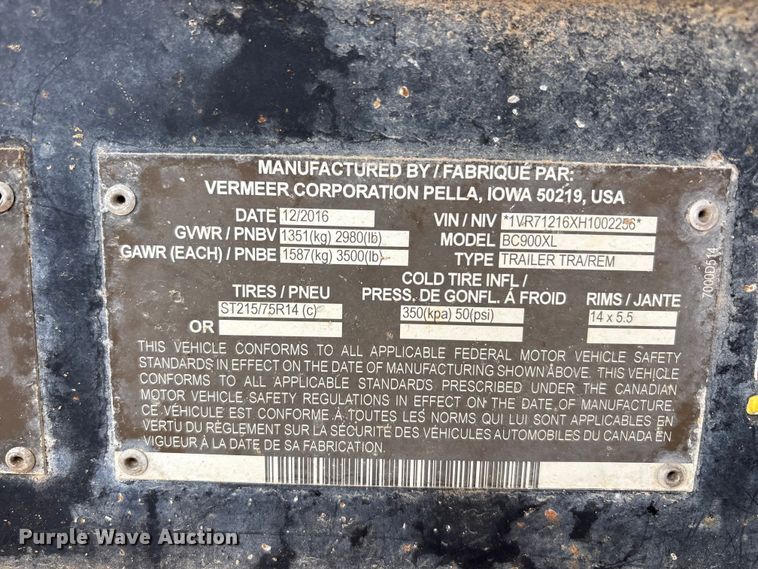 MANUFACTURED BY / FABRIQUÉ PAR:
VERMEER CORPORATION PELLA, IOWA 50219, USA
DATE 12/2016 VIN / NIV *1VR71216XH1002256*
GVWR / PNBV 1351(kg) 2980(lb) MODEL BC900XL
GAWR (EACH) / PNBE 1587(kg) 3500(lb) TYPE TRAILER TRA/REM
COLD TIRE INFL /
TIRES / PNEU PRESS. DE GONFL. À FROID RIMS / JANTE
ST215/75R14 (c) 350(kpa) 50(psi) 14 x 5.5
OR
7000D514
THIS VEHICLE CONFORMS TO ALL APPLICABLE FEDERAL MOTOR VEHICLE SAFETY
STANDARDS IN EFFECT ON THE DATE OF MANUFACTURING SHOWN ABOVE. THIS VEHICLE
CONFORMS TO ALL APPLICABLE STANDARDS PRESCRIBED UNDER THE CANADIAN
MOTOR VEHICLE SAFETY REGULATIONS IN EFFECT ON THE DATE OF MANUFACTURE.
CE VÉHICULE EST CONFORME À TOUTES LES NORMS QUI LUI SONT APPLICABLES EN
VERTU DU RÈGLEMENT SUR LA SÉCURITÉ DES VÉHICULES AUTOMOBILES DU CANADA EN
VIGUEUR À LA DATE DE SA FABRICATION.
Purple Wave Auction